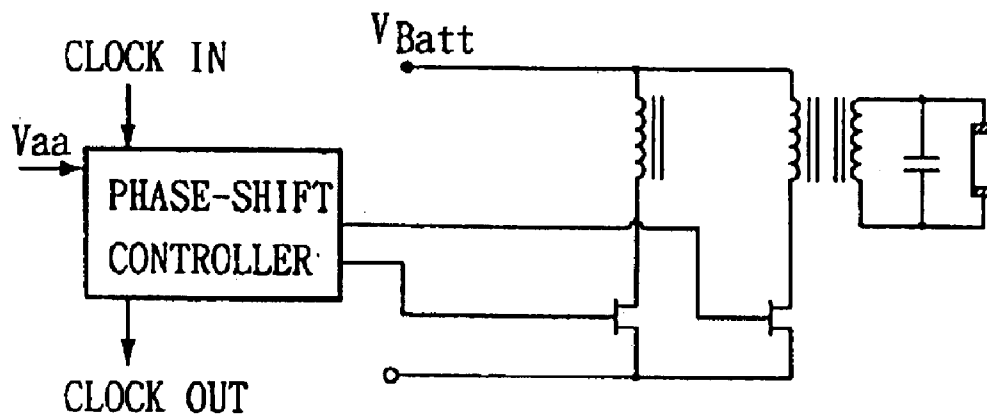 VBatt
CLOCK IN
Vaa
PHASE-SHIFT
CONTROLLER
CLOCK OUT